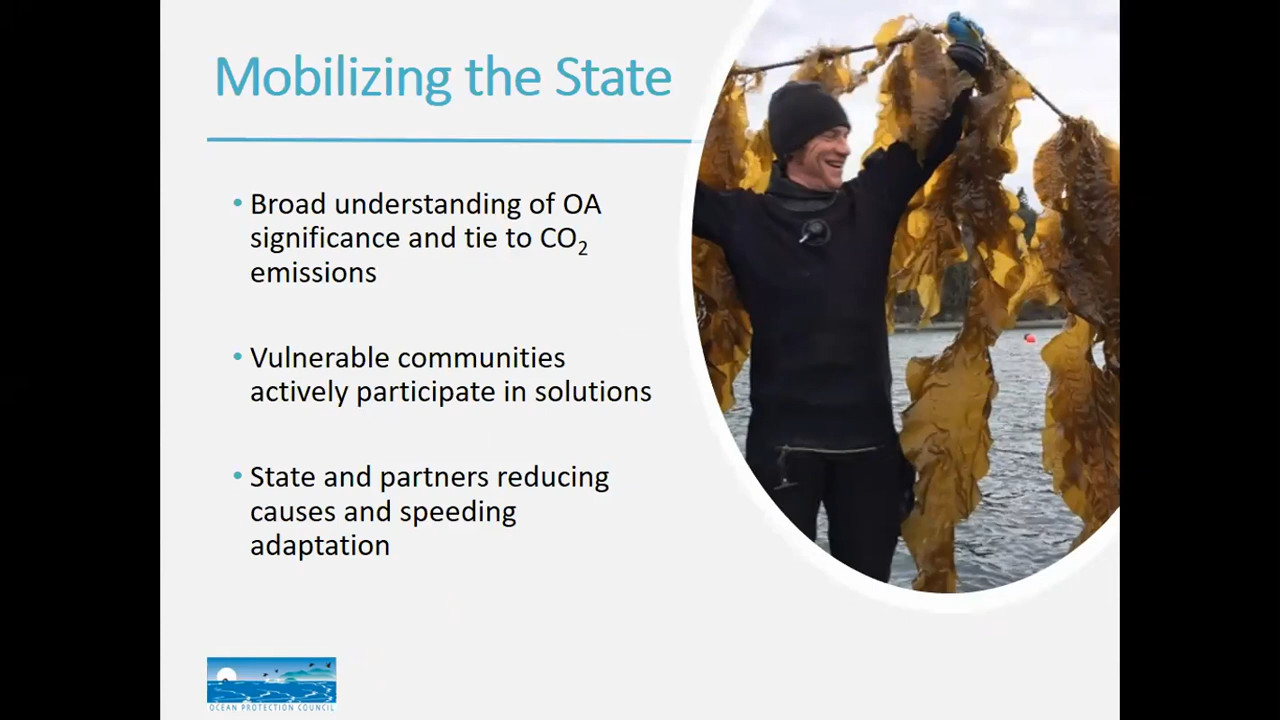 Mobilizing the State
• Broad understanding of OA
significance and tie to CO₂
emissions
• Vulnerable communities
actively participate in solutions
• State and partners reducing
causes and speeding
adaptation
OCEAN PROTECTION COUNCIL